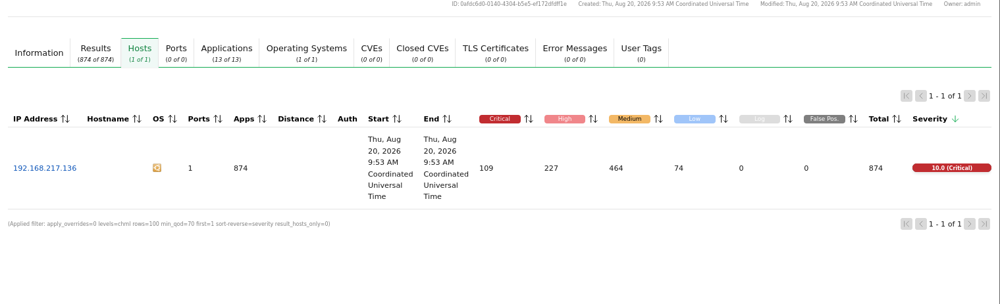 ID: 0afdc6d0-0140-4304-b5e5-ef172dfdff1e Created: Thu, Aug 20, 2026 9:53 AM Coordinated Universal Time Modified: Thu, Aug 20, 2026 9:53 AM Coordinated Universal Time Owner: admin
Information Results Hosts Ports Applications Operating Systems CVEs Closed CVEs TLS Certificates Error Messages User Tags
(874 of 874) (1 of 1) (0 of 0) (13 of 13) (1 of 1) (0 of 0) (0 of 0) (0 of 0) (0 of 0) (0)
1 - 1 of 1
IP Address Hostname OS Ports Apps Distance Auth Start End Critical High Medium Low Log False Pos. Total Severity
192.168.217.136 1 874 Thu, Aug 20, 2026 9:53 AM Coordinated Universal Time Thu, Aug 20, 2026 9:53 AM Coordinated Universal Time 109 227 464 74 0 0 874 10.0 (Critical)
(Applied filter: apply_overrides=0 levels=chml rows=100 min_qod=70 first=1 sort-reverse=severity result_hosts_only=0)
1 - 1 of 1